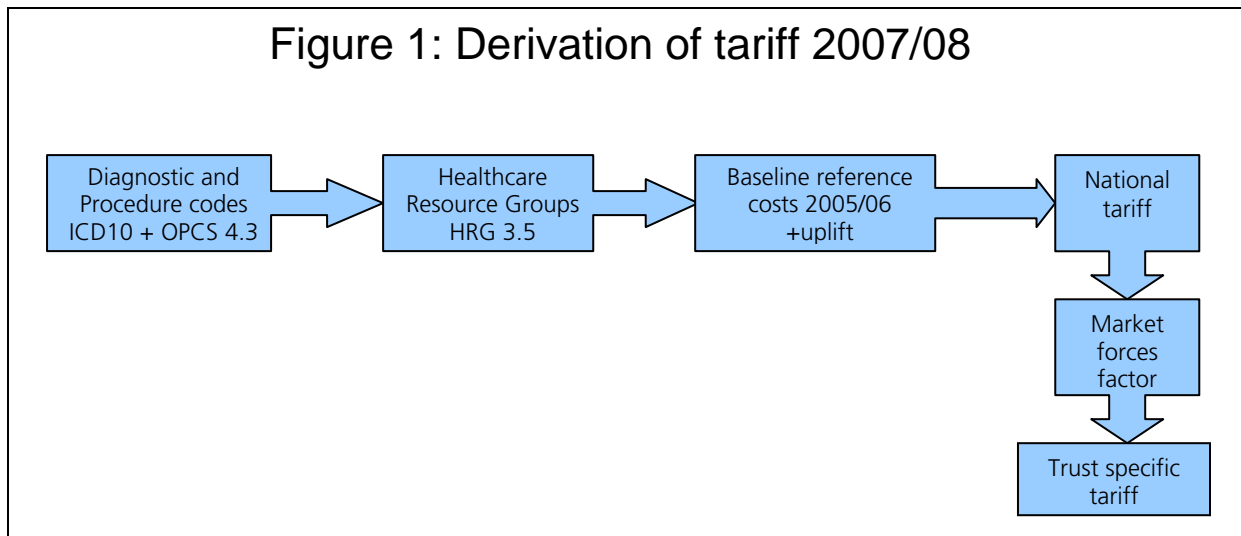 Figure 1: Derivation of tariff 2007/08
Diagnostic and
Procedure codes
ICD10 + OPCS 4.3
Healthcare
Resource Groups
HRG 3.5
Baseline reference
costs 2005/06
+uplift
National
tariff
Market
forces
factor
Trust specific
tariff